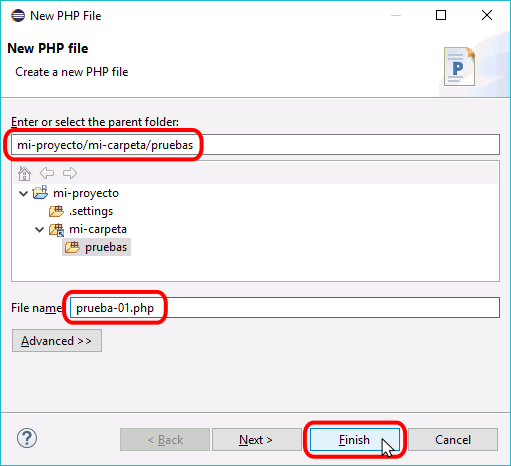 New PHP File
New PHP file
Create a new PHP file
P
Enter or select the parent folder:
mi-proyecto/mi-carpeta/pruebas
mi-proyecto
.settings
mi-carpeta
pruebas
File name: prueba-01.php
Advanced >>
? < Back Next > Finish Cancel